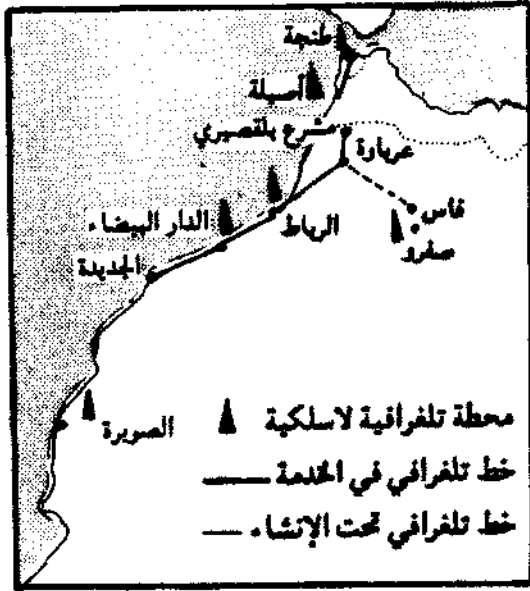 طنجة
أصيلة
مشرع بلقصيري
عرباوة
الدار البيضاء
الرباط
فاس
صفرو
الجديدة
الصويرة
محطة تلغرافية لاسلكية
خط تلغرافي في الخدمة
خط تلغرافي تحت الإنشاء